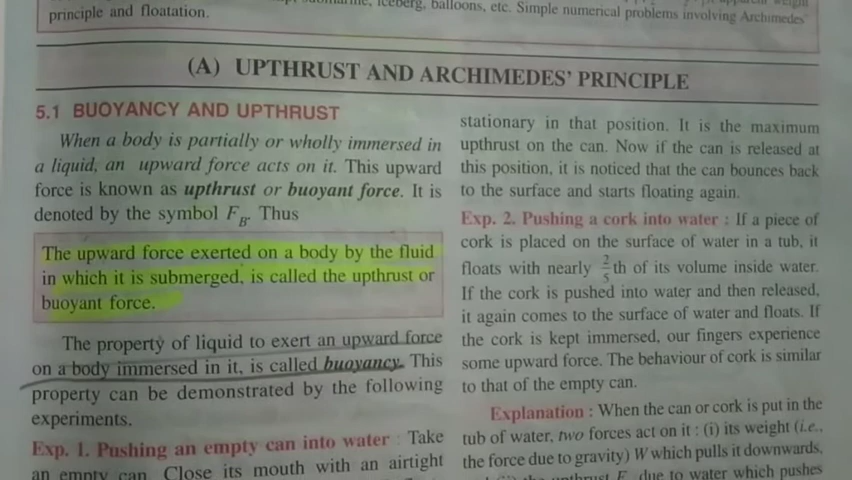 submarine, iceberg, balloons, etc. Simple numerical problems involving Archimedes'
principle and floatation.
(A) UPTHRUST AND ARCHIMEDES' PRINCIPLE
5.1 BUOYANCY AND UPTHRUST
When a body is partially or wholly immersed in
a liquid, an upward force acts on it. This upward
force is known as upthrust or buoyant force. It is
denoted by the symbol F_B. Thus
The upward force exerted on a body by the fluid
in which it is submerged, is called the upthrust or
buoyant force.
The property of liquid to exert an upward force
on a body immersed in it, is called buoyancy. This
property can be demonstrated by the following
experiments.
Exp. 1. Pushing an empty can into water : Take
an empty can. Close its mouth with an airtight
stationary in that position. It is the maximum
upthrust on the can. Now if the can is released at
this position, it is noticed that the can bounces back
to the surface and starts floating again.
Exp. 2. Pushing a cork into water : If a piece of
cork is placed on the surface of water in a tub, it
floats with nearly 2/5th of its volume inside water.
If the cork is pushed into water and then released,
it again comes to the surface of water and floats. If
the cork is kept immersed, our fingers experience
some upward force. The behaviour of cork is similar
to that of the empty can.
Explanation : When the can or cork is put in the
tub of water, two forces act on it : (i) its weight (i.e.,
the force due to gravity) W which pulls it downwards,
due to water which pushes